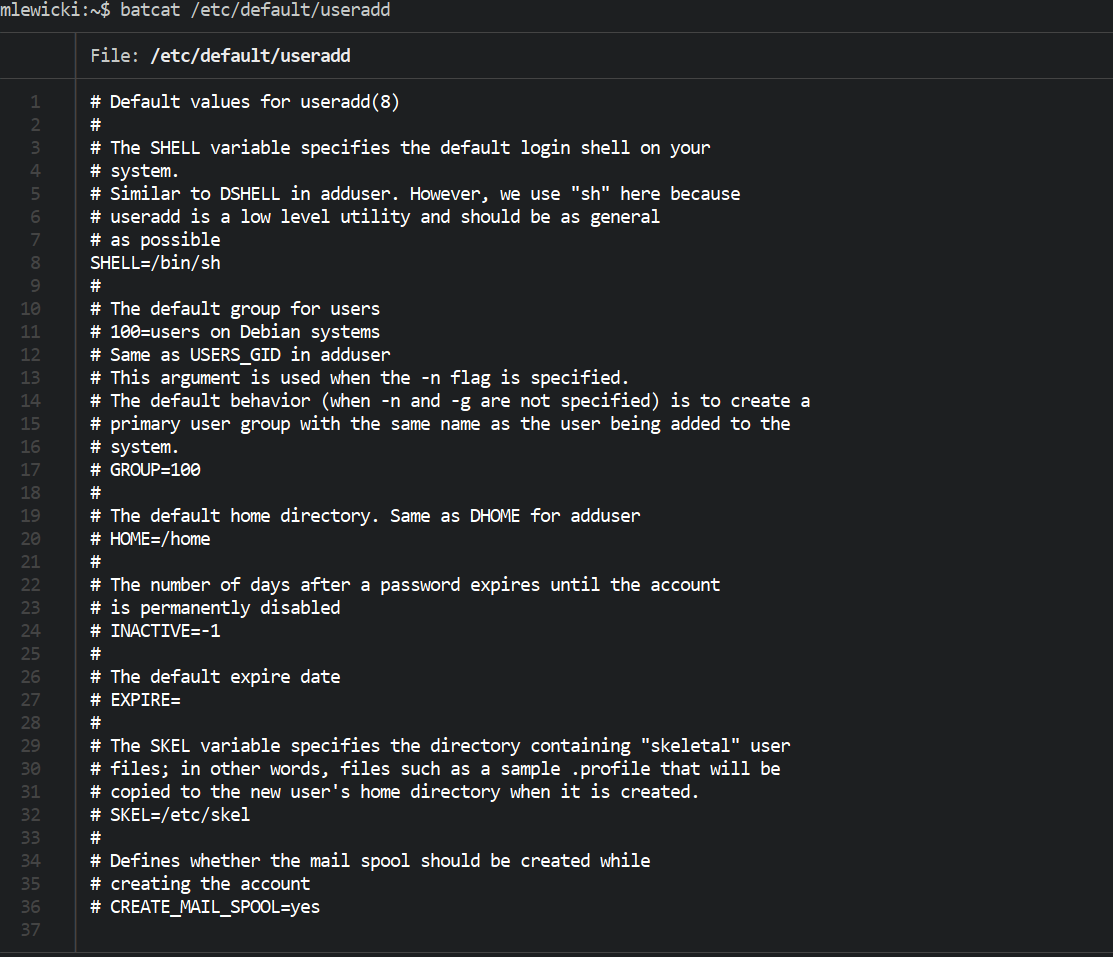 mlewicki:~$ batcat /etc/default/useradd
File: /etc/default/useradd
1 # Default values for useradd(8)
2 #
3 # The SHELL variable specifies the default login shell on your
4 # system.
5 # Similar to DSHELL in adduser. However, we use "sh" here because
6 # useradd is a low level utility and should be as general
7 # as possible
8 SHELL=/bin/sh
9 #
10 # The default group for users
11 # 100=users on Debian systems
12 # Same as USERS_GID in adduser
13 # This argument is used when the -n flag is specified.
14 # The default behavior (when -n and -g are not specified) is to create a
15 # primary user group with the same name as the user being added to the
16 # system.
17 # GROUP=100
18 #
19 # The default home directory. Same as DHOME for adduser
20 # HOME=/home
21 #
22 # The number of days after a password expires until the account
23 # is permanently disabled
24 # INACTIVE=-1
25 #
26 # The default expire date
27 # EXPIRE=
28 #
29 # The SKEL variable specifies the directory containing "skeletal" user
30 # files; in other words, files such as a sample .profile that will be
31 # copied to the new user's home directory when it is created.
32 # SKEL=/etc/skel
33 #
34 # Defines whether the mail spool should be created while
35 # creating the account
36 # CREATE_MAIL_SPOOL=yes
37